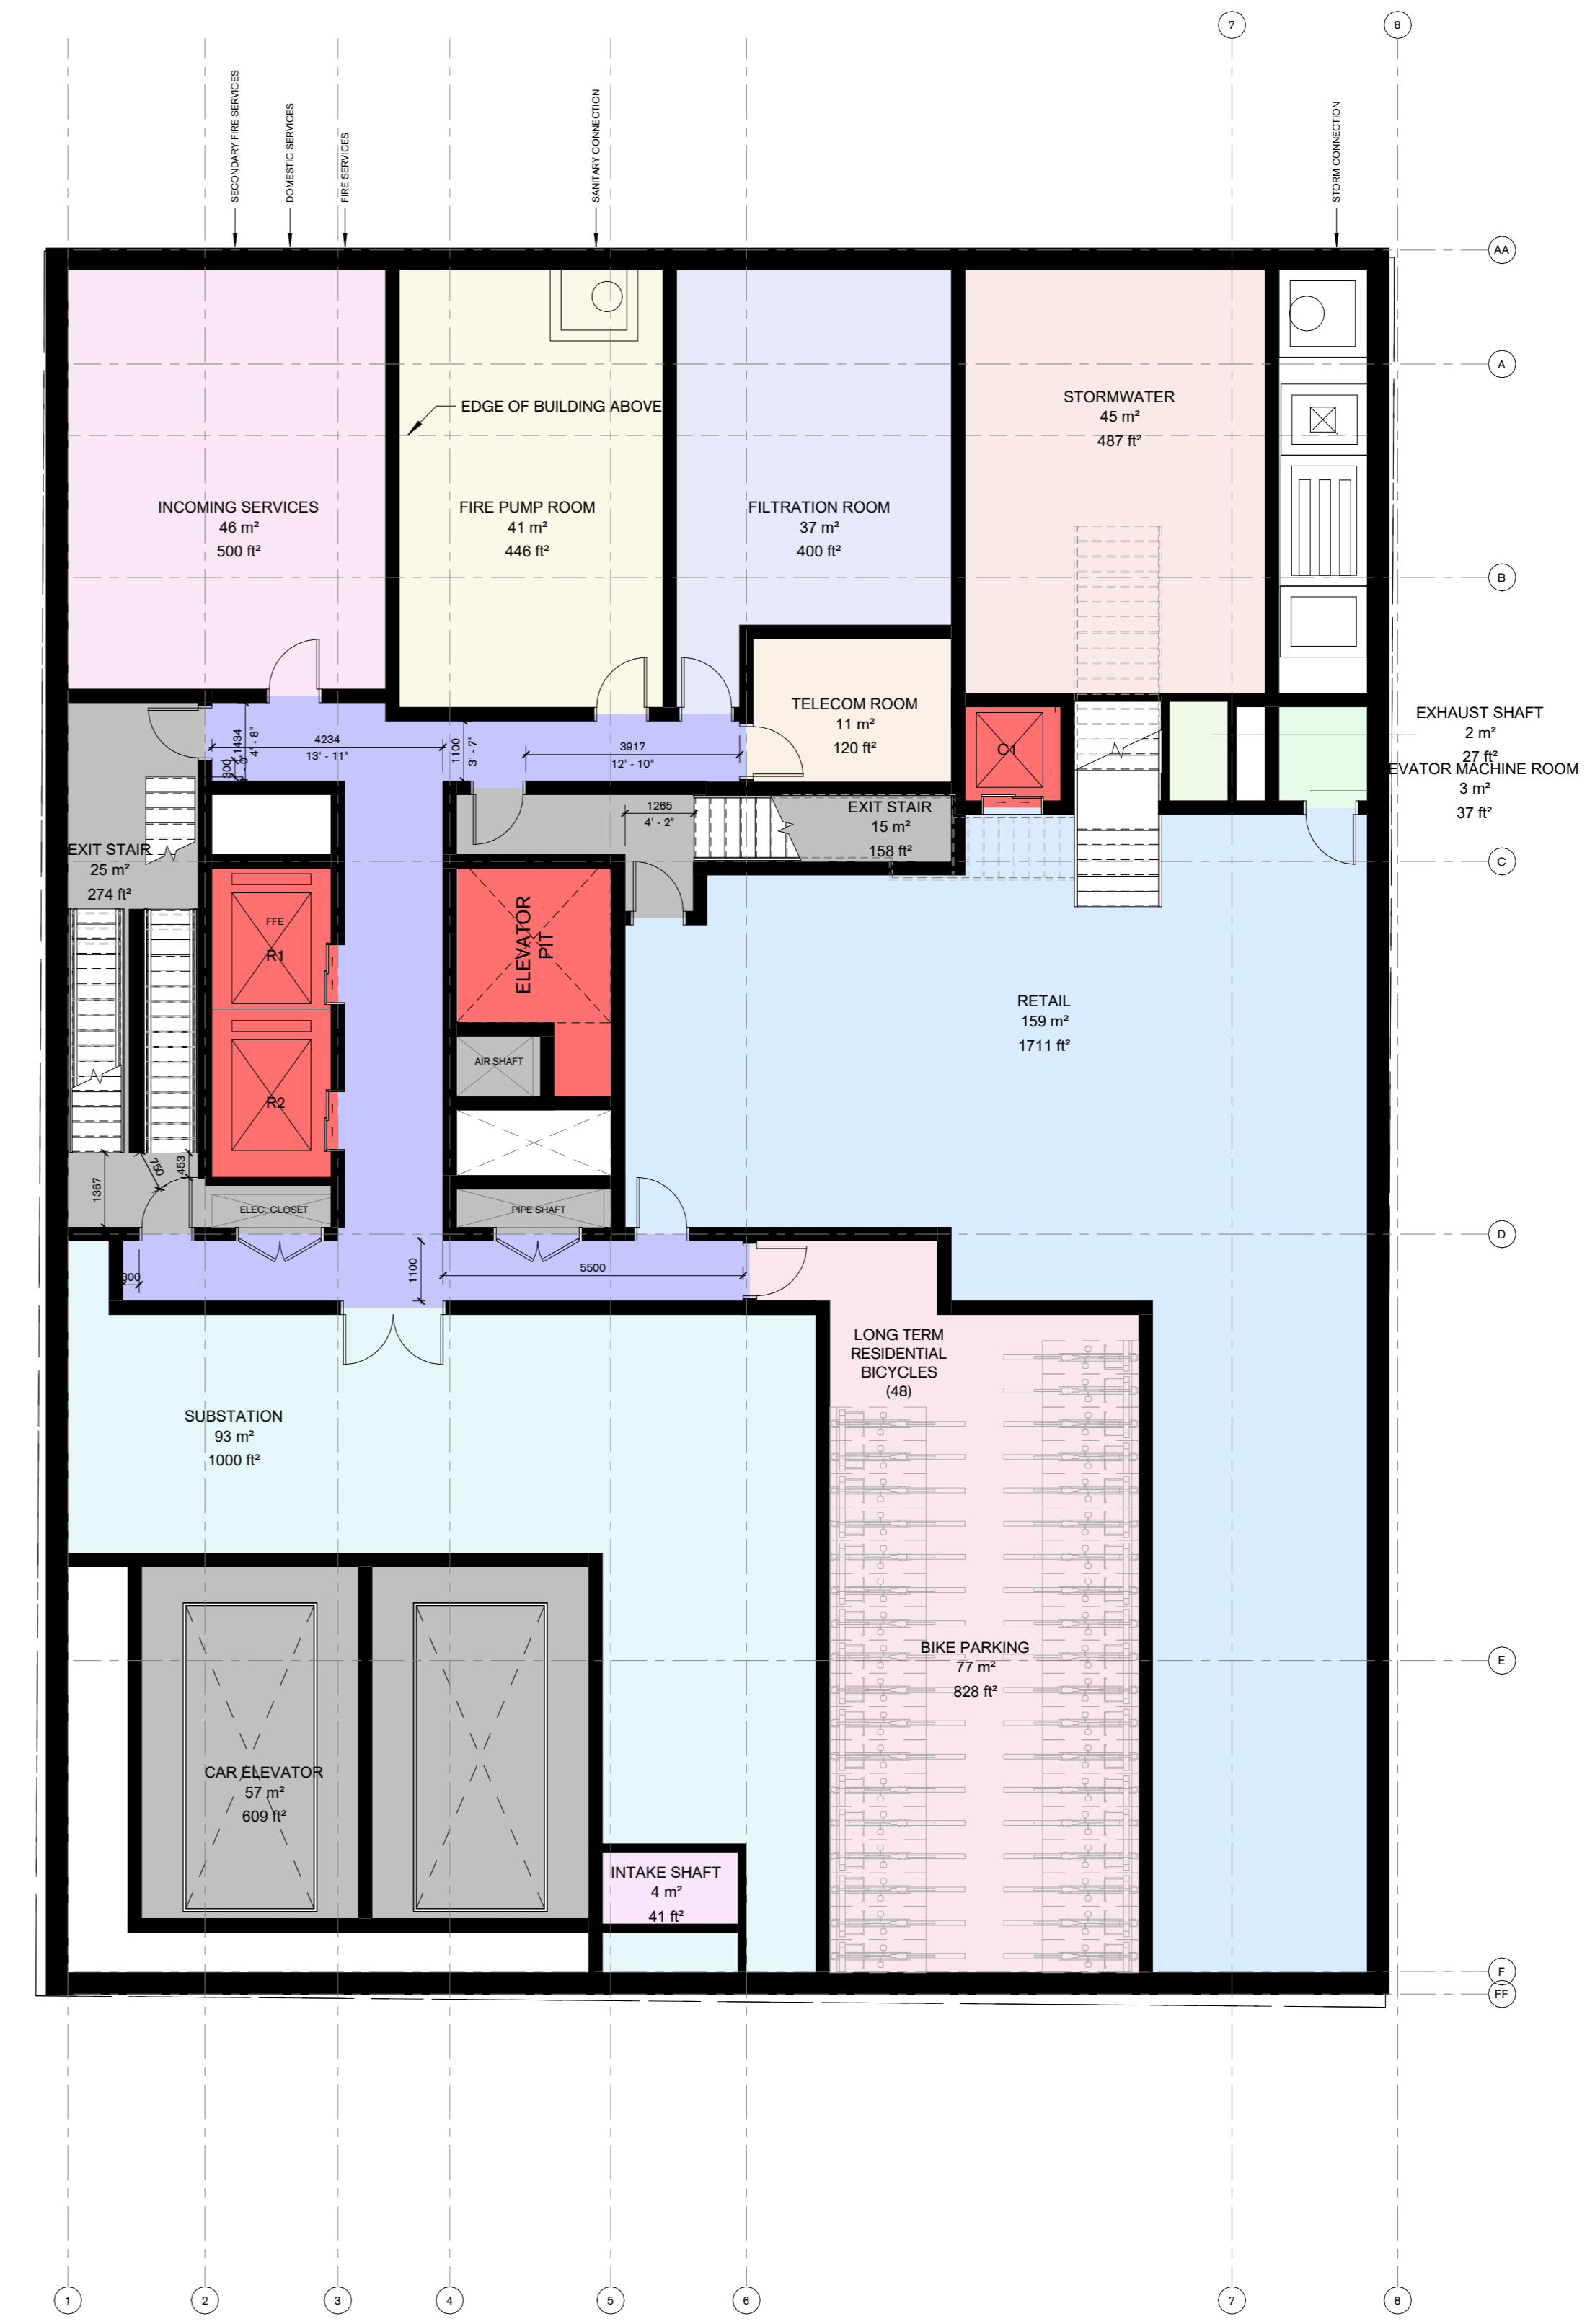 7
8
SECONDARY FIRE SERVICES
DOMESTIC SERVICES
FIRE SERVICES
SANITARY CONNECTION
STORM CONNECTION
AA
A
EDGE OF BUILDING ABOVE
STORMWATER
45 m²
487 ft²
INCOMING SERVICES
46 m²
500 ft²
FIRE PUMP ROOM
41 m²
446 ft²
FILTRATION ROOM
37 m²
400 ft²
B
TELECOM ROOM
11 m²
120 ft²
EXHAUST SHAFT
2 m²
27 ft²
EVATOR MACHINE ROOM
3 m²
37 ft²
1434
4' - 8"
300
4234
13' - 11"
1100
3' - 7"
3917
12' - 10"
C1
1265
4' - 2"
EXIT STAIR
15 m²
158 ft²
EXIT STAIR
25 m²
274 ft²
C
FFE
R1
ELEVATOR
PIT
RETAIL
159 m²
1711 ft²
AIR SHAFT
R2
750
453
1367
ELEC. CLOSET
PIPE SHAFT
D
300
1100
5500
LONG TERM
RESIDENTIAL
BICYCLES
(48)
SUBSTATION
93 m²
1000 ft²
BIKE PARKING
77 m²
828 ft²
E
CAR ELEVATOR
57 m²
609 ft²
INTAKE SHAFT
4 m²
41 ft²
F
FF
1
2
3
4
5
6
7
8